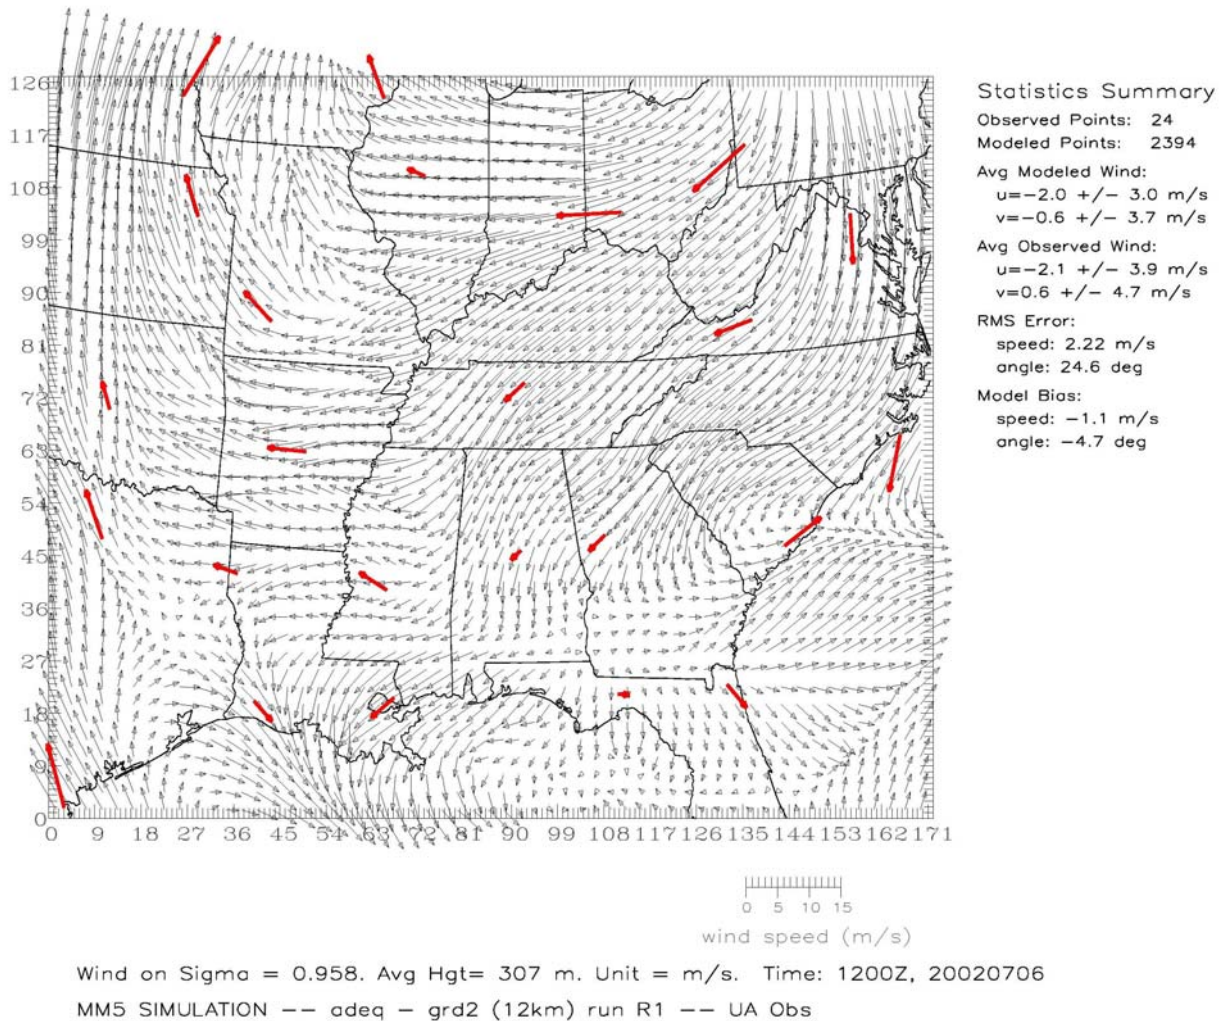 126
117
108
99
90
81
72
63
54
45
36
27
18
9
0
0 9 18 27 36 45 54 63 72 81 90 99 108 117 126 135 144 153 162 171
Statistics Summary
Observed Points: 24
Modeled Points: 2394
Avg Modeled Wind:
u=-2.0 +/- 3.0 m/s
v=-0.6 +/- 3.7 m/s
Avg Observed Wind:
u=-2.1 +/- 3.9 m/s
v=0.6 +/- 4.7 m/s
RMS Error:
speed: 2.22 m/s
angle: 24.6 deg
Model Bias:
speed: -1.1 m/s
angle: -4.7 deg
0 5 10 15
wind speed (m/s)
Wind on Sigma = 0.958. Avg Hgt= 307 m. Unit = m/s. Time: 1200Z, 20020706
MM5 SIMULATION -- adeq - grd2 (12km) run R1 -- UA Obs